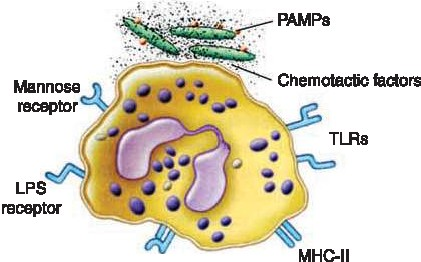 PAMPs
Chemotactic factors
Mannose
receptor
TLRs
LPS
receptor
MHC-II